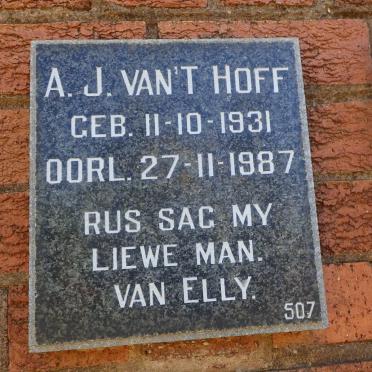 A. J. VAN'T HOFF
GEB. 11-10-1931
OORL. 27-11-1987
RUS SAG MY
LIEWE MAN.
VAN ELLY.
507